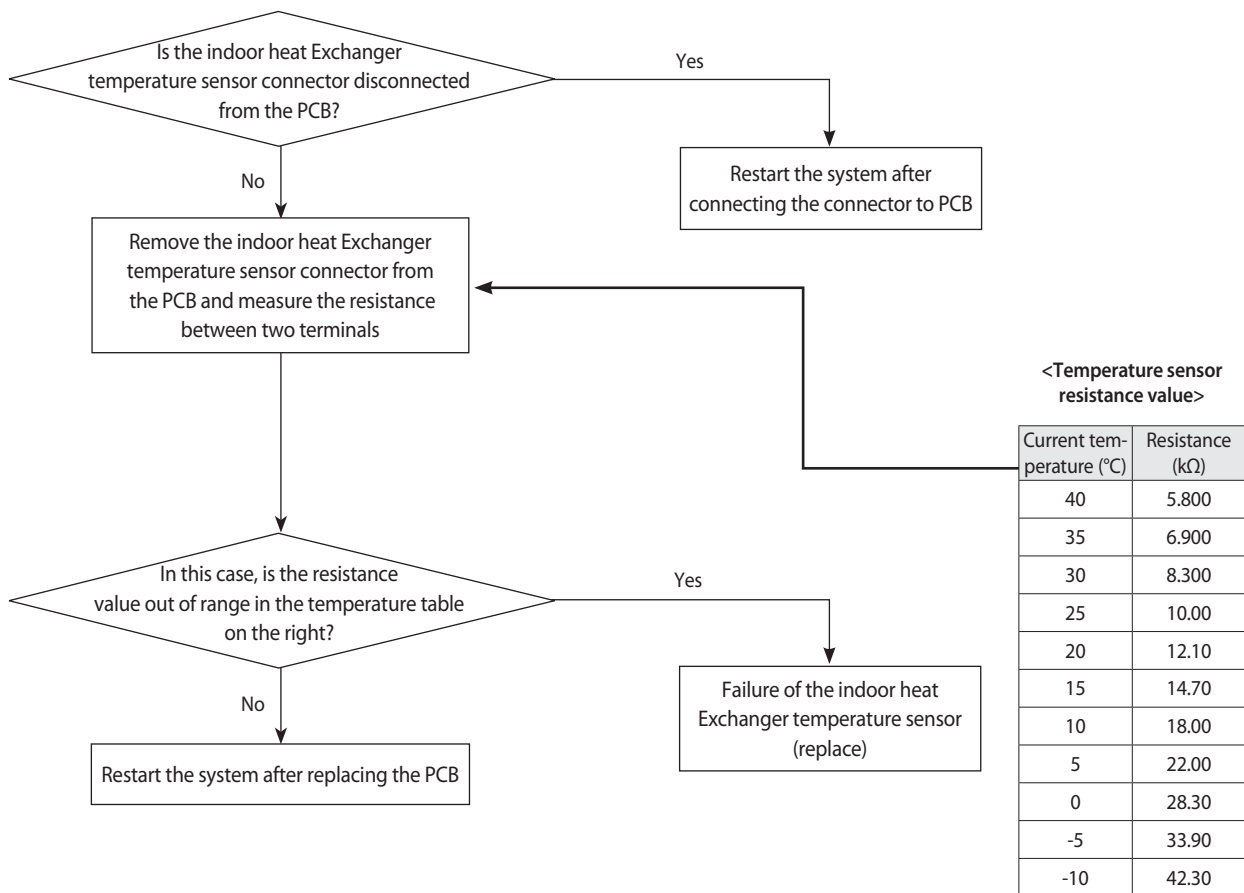 Is the indoor heat Exchanger
temperature sensor connector disconnected
from the PCB?
Yes
Restart the system after
connecting the connector to PCB
No
Remove the indoor heat Exchanger
temperature sensor connector from
the PCB and measure the resistance
between two terminals
<Temperature sensor
resistance value>
Current tem-
perature (°C)
Resistance
(kΩ)
40 5.800
35 6.900
30 8.300
25 10.00
20 12.10
15 14.70
10 18.00
5 22.00
0 28.30
-5 33.90
-10 42.30
In this case, is the resistance
value out of range in the temperature table
on the right?
Yes
Failure of the indoor heat
Exchanger temperature sensor
(replace)
No
Restart the system after replacing the PCB